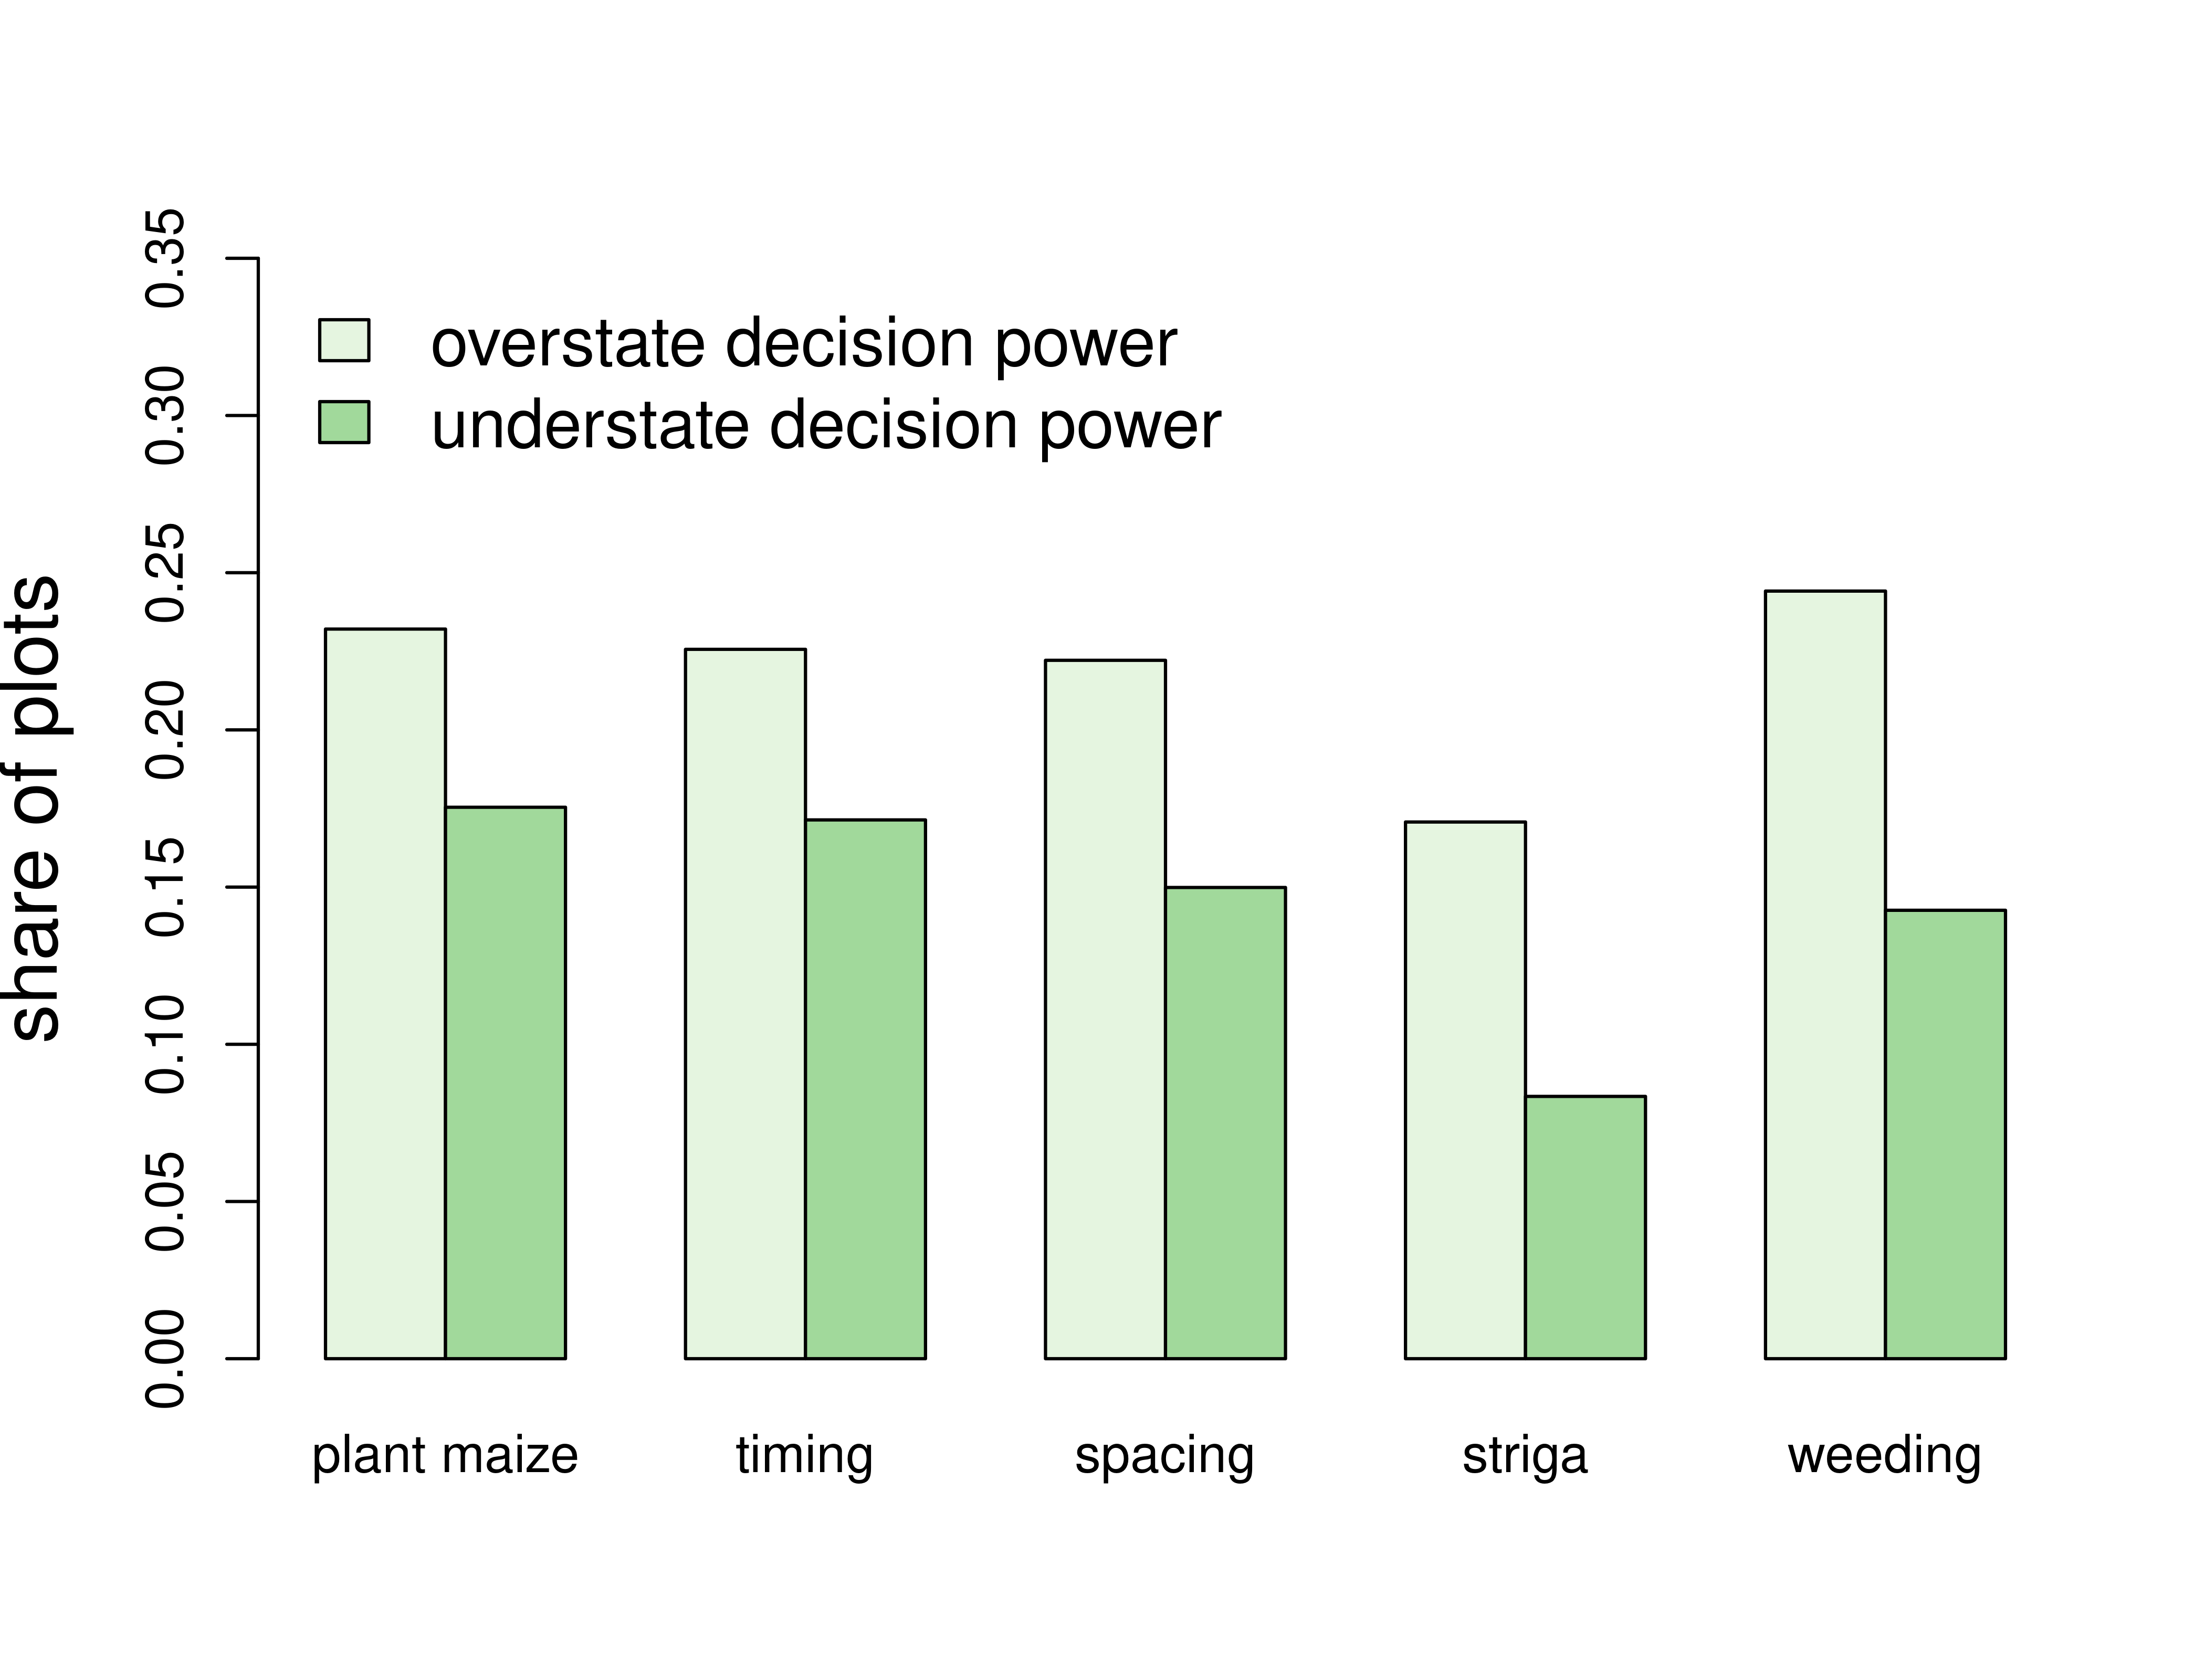 share of plots
0.35
0.30
0.25
0.20
0.15
0.10
0.05
0.00
overstate decision power
understate decision power
plant maize timing spacing striga weeding